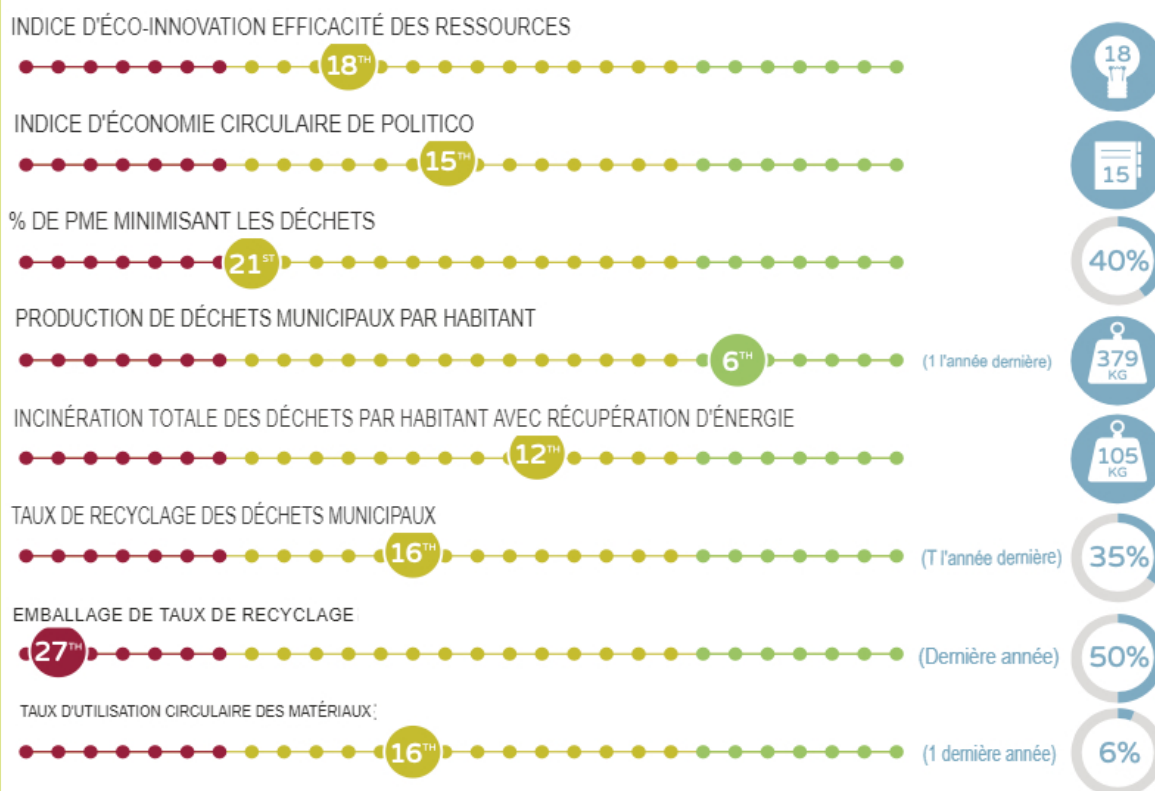 INDICE D'ÉCO-INNOVATION EFFICACITÉ DES RESSOURCES
18TH
18
INDICE D'ÉCONOMIE CIRCULAIRE DE POLITICO
15TH
15
% DE PME MINIMISANT LES DÉCHETS
21ST
40%
PRODUCTION DE DÉCHETS MUNICIPAUX PAR HABITANT
6TH
(1 l'année dernière)
379
KG
INCINÉRATION TOTALE DES DÉCHETS PAR HABITANT AVEC RÉCUPÉRATION D'ÉNERGIE
12TH
105
KG
TAUX DE RECYCLAGE DES DÉCHETS MUNICIPAUX
16TH
(T l'année dernière)
35%
EMBALLAGE DE TAUX DE RECYCLAGE
27TH
(Dernière année)
50%
TAUX D'UTILISATION CIRCULAIRE DES MATÉRIAUX
16TH
(1 dernière année)
6%